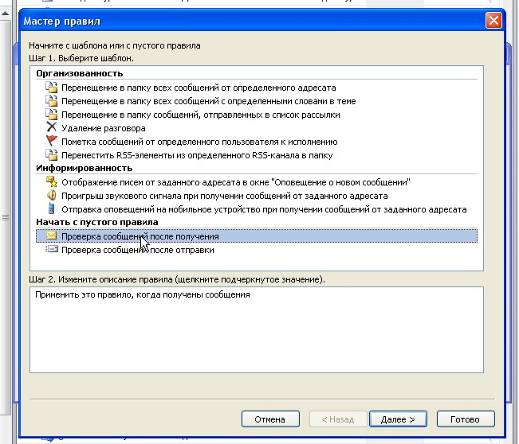 Мастер правил
Начните с шаблона или с пустого правила
Шаг 1. Выберите шаблон.
Организованность
Перемещение в папку всех сообщений от определенного адресата
Перемещение в папку всех сообщений с определенными словами в теме
Перемещение в папку сообщений, отправленных в список рассылки
Удаление разговора
Пометка сообщений от определенного пользователя к исполнению
Переместить RSS-элементы из определенного RSS-канала в папку
Информированность
Отображение писем от заданного адресата в окне "Оповещение о новом сообщении"
Проигрыш звукового сигнала при получении сообщений от заданного адресата
Отправка оповещений на мобильное устройство при получении сообщений от заданного адресата
Начать с пустого правила
Проверка сообщений после получения
Проверка сообщений после отправки
Шаг 2. Измените описание правила (щелкните подчеркнутое значение).
Применить это правило, когда получены сообщения
Отмена
< Назад
Далее >
Готово